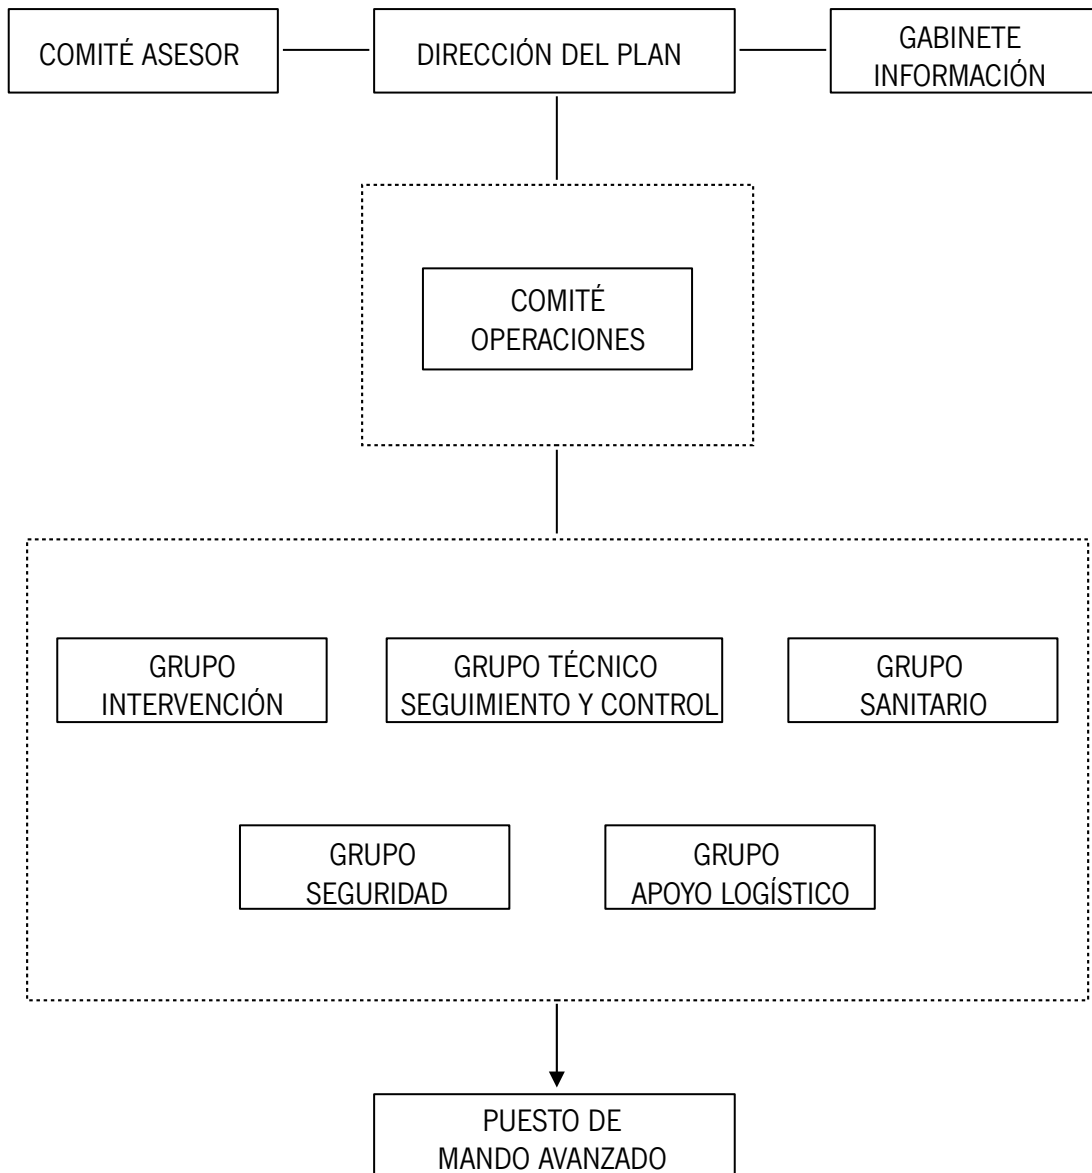 COMITÉ ASESOR
DIRECCIÓN DEL PLAN
GABINETE
INFORMACIÓN
COMITÉ
OPERACIONES
GRUPO
INTERVENCIÓN
GRUPO TÉCNICO
SEGUIMIENTO Y CONTROL
GRUPO
SANITARIO
GRUPO
SEGURIDAD
GRUPO
APOYO LOGÍSTICO
PUESTO DE
MANDO AVANZADO